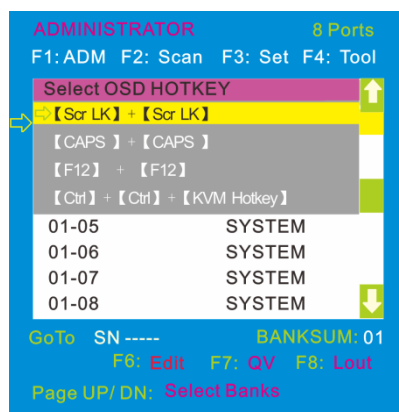 ADMINISTRATOR 8 Ports
F1: ADM F2: Scan F3: Set F4: Tool
Select OSD HOTKEY
【Scr LK】+【Scr LK】
【CAPS 】+【CAPS 】
【F12】 + 【F12】
【Ctrl】+【Ctrl】+【KVM Hotkey】
01-05 SYSTEM
01-06 SYSTEM
01-07 SYSTEM
01-08 SYSTEM
GoTo SN ----- BANKSUM: 01
F6: Edit F7: QV F8: Lout
Page UP/ DN: Select Banks